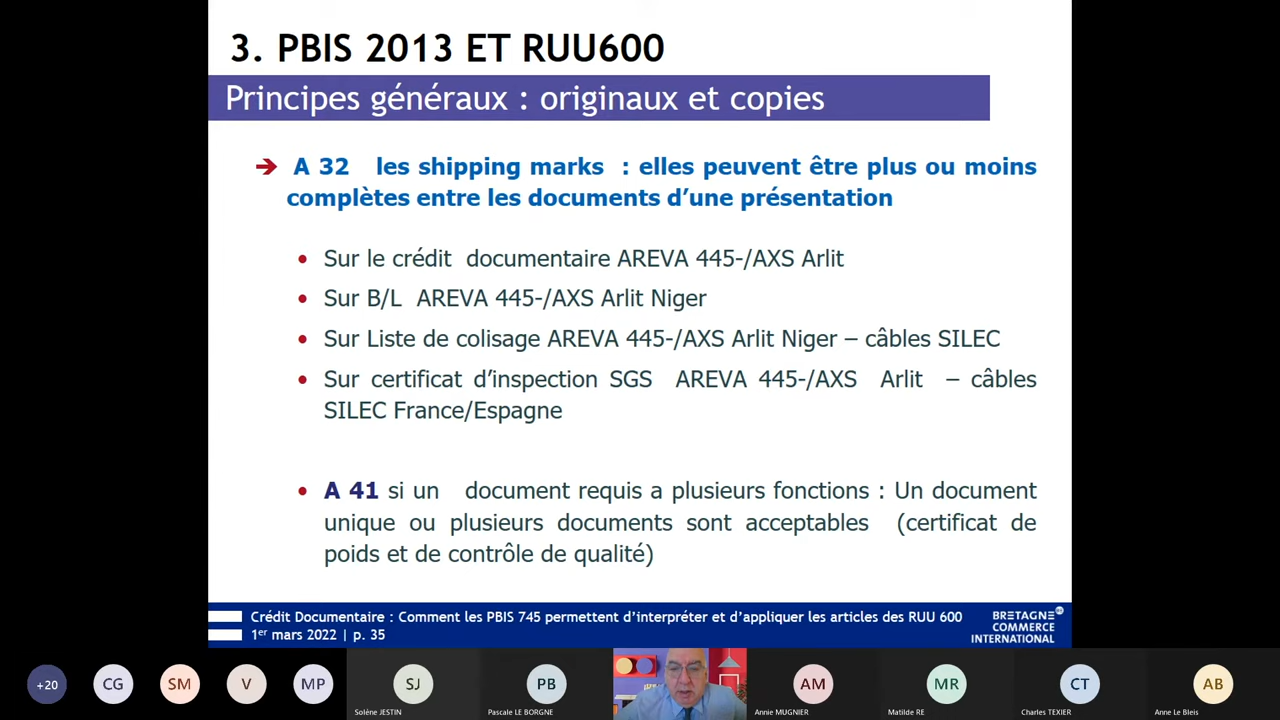 3. PBIS 2013 ET RUU600
Principes généraux : originaux et copies
➔ A 32 les shipping marks : elles peuvent être plus ou moins
complètes entre les documents d’une présentation
• Sur le crédit documentaire AREVA 445-/AXS Arlit
• Sur B/L AREVA 445-/AXS Arlit Niger
• Sur Liste de colisage AREVA 445-/AXS Arlit Niger – câbles SILEC
• Sur certificat d’inspection SGS AREVA 445-/AXS Arlit – câbles
SILEC France/Espagne
• A 41 si un document requis a plusieurs fonctions : Un document
unique ou plusieurs documents sont acceptables (certificat de
poids et de contrôle de qualité)
Crédit Documentaire : Comment les PBIS 745 permettent d’interpréter et d’appliquer les articles des RUU 600
1er mars 2022 | p. 35
BRETAGNE
COMMERCE
INTERNATIONAL
+20
CG
SM
V
MP
SJ
Solène JESTIN
PB
Pascale LE BORGNE
AM
Annie MUGNIER
MR
Matilde RE
CT
Charles TEXIER
AB
Anne Le Bleis